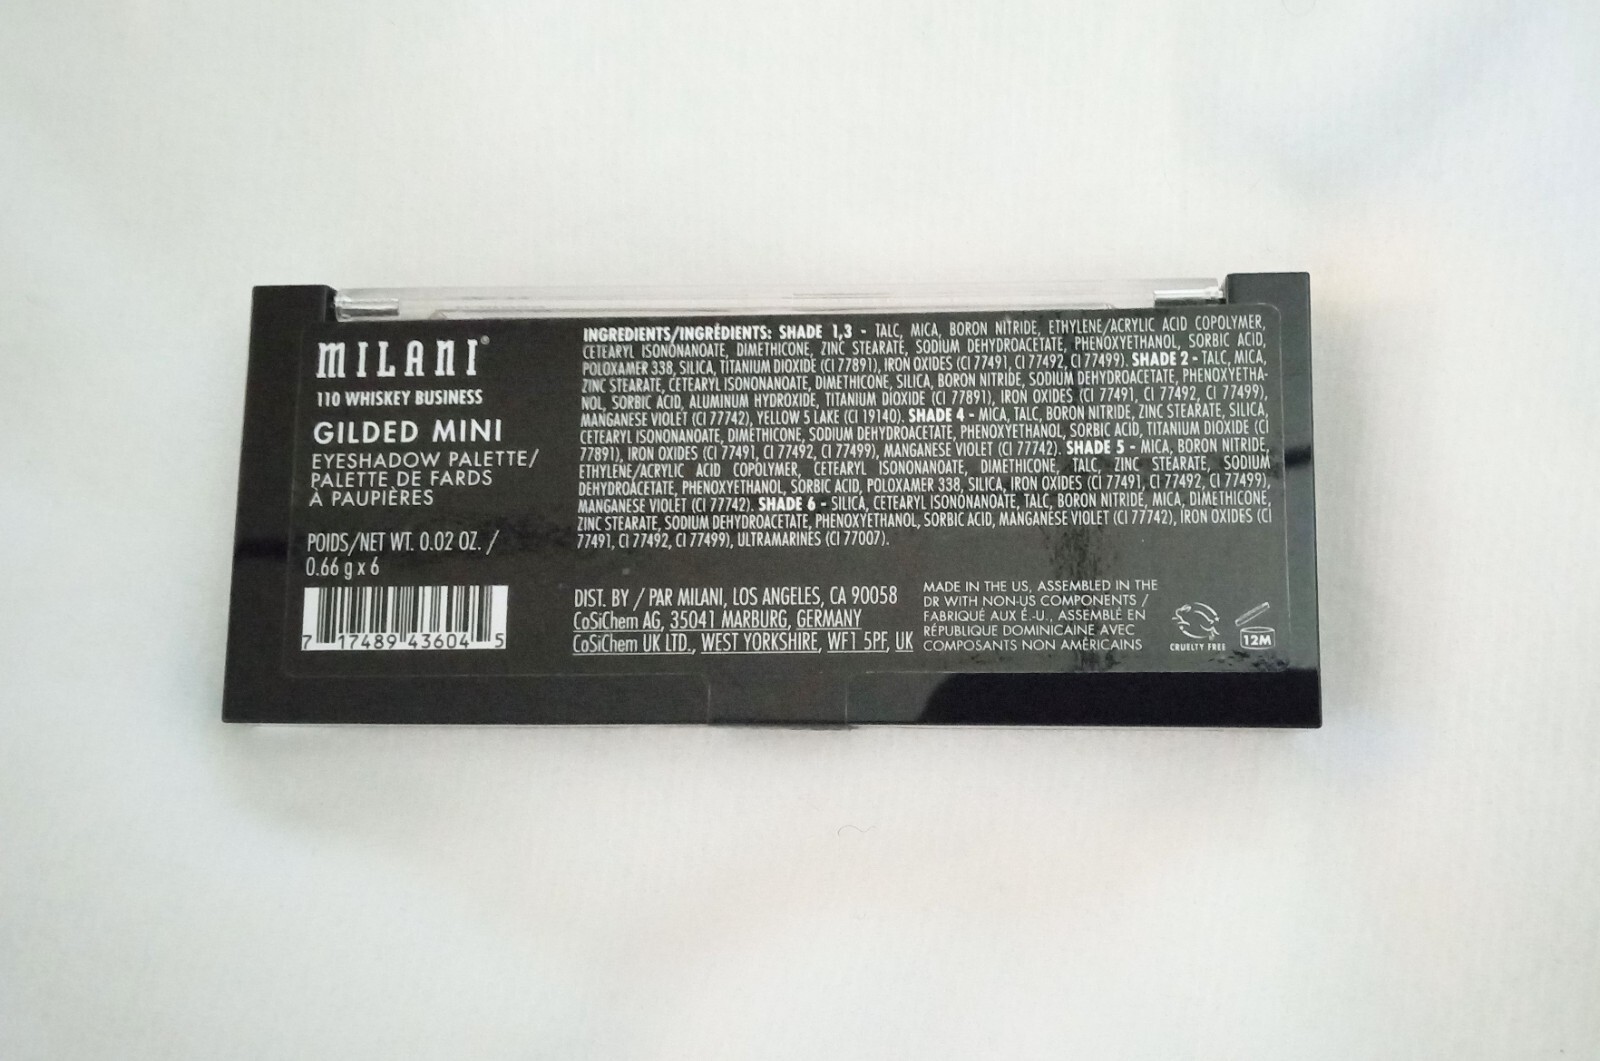 MILANI®
110 WHISKEY BUSINESS
GILDED MINI
EYESHADOW PALETTE/
PALETTE DE FARDS
À PAUPIÈRES
POIDS/NET WT. 0.02 OZ. /
0.66 g x 6
7 17489 43604 5
INGREDIENTS/INGRÉDIENTS: SHADE 1,3 - TALC, MICA, BORON NITRIDE, ETHYLENE/ACRYLIC ACID COPOLYMER,
CETEARYL ISONONANOATE, DIMETHICONE, ZINC STEARATE, SODIUM DEHYDROACETATE, PHENOXYETHANOL, SORBIC ACID,
POLOXAMER 338, SILICA, TITANIUM DIOXIDE (CI 77891), IRON OXIDES (CI 77491, CI 77492, CI 77499). SHADE 2 - TALC, MICA,
ZINC STEARATE, CETEARYL ISONONANOATE, DIMETHICONE, SILICA, BORON NITRIDE, SODIUM DEHYDROACETATE, PHENOXYETHA-
NOL, SORBIC ACID, ALUMINUM HYDROXIDE, TITANIUM DIOXIDE (CI 77891), IRON OXIDES (CI 77491, CI 77492, CI 77499),
MANGANESE VIOLET (CI 77742), YELLOW 5 LAKE (CI 19140). SHADE 4 - MICA, TALC, BORON NITRIDE, ZINC STEARATE, SILICA,
CETEARYL ISONONANOATE, DIMETHICONE, SODIUM DEHYDROACETATE, PHENOXYETHANOL, SORBIC ACID, TITANIUM DIOXIDE (CI
77891), IRON OXIDES (CI 77491, CI 77492, CI 77499), MANGANESE VIOLET (CI 77742). SHADE 5 - MICA, BORON NITRIDE,
ETHYLENE/ACRYLIC ACID COPOLYMER, CETEARYL ISONONANOATE, DIMETHICONE, TALC, ZINC STEARATE, SODIUM
DEHYDROACETATE, PHENOXYETHANOL, SORBIC ACID, POLOXAMER 338, SILICA, IRON OXIDES (CI 77491, CI 77492, CI 77499),
MANGANESE VIOLET (CI 77742). SHADE 6 - SILICA, CETEARYL ISONONANOATE, TALC, BORON NITRIDE, MICA, DIMETHICONE,
ZINC STEARATE, SODIUM DEHYDROACETATE, PHENOXYETHANOL, SORBIC ACID, MANGANESE VIOLET (CI 77742), IRON OXIDES (CI
77491, CI 77492, CI 77499), ULTRAMARINES (CI 77007).
DIST. BY / PAR MILANI, LOS ANGELES, CA 90058
CoSiChem AG, 35041 MARBURG, GERMANY
CoSiChem UK LTD., WEST YORKSHIRE, WF1 5PF, UK
MADE IN THE US, ASSEMBLED IN THE
DR WITH NON-US COMPONENTS /
FABRIQUÉ AUX É.-U., ASSEMBLÉ EN
RÉPUBLIQUE DOMINICAINE AVEC
COMPOSANTS NON AMÉRICAINS
CRUELTY FREE
12M